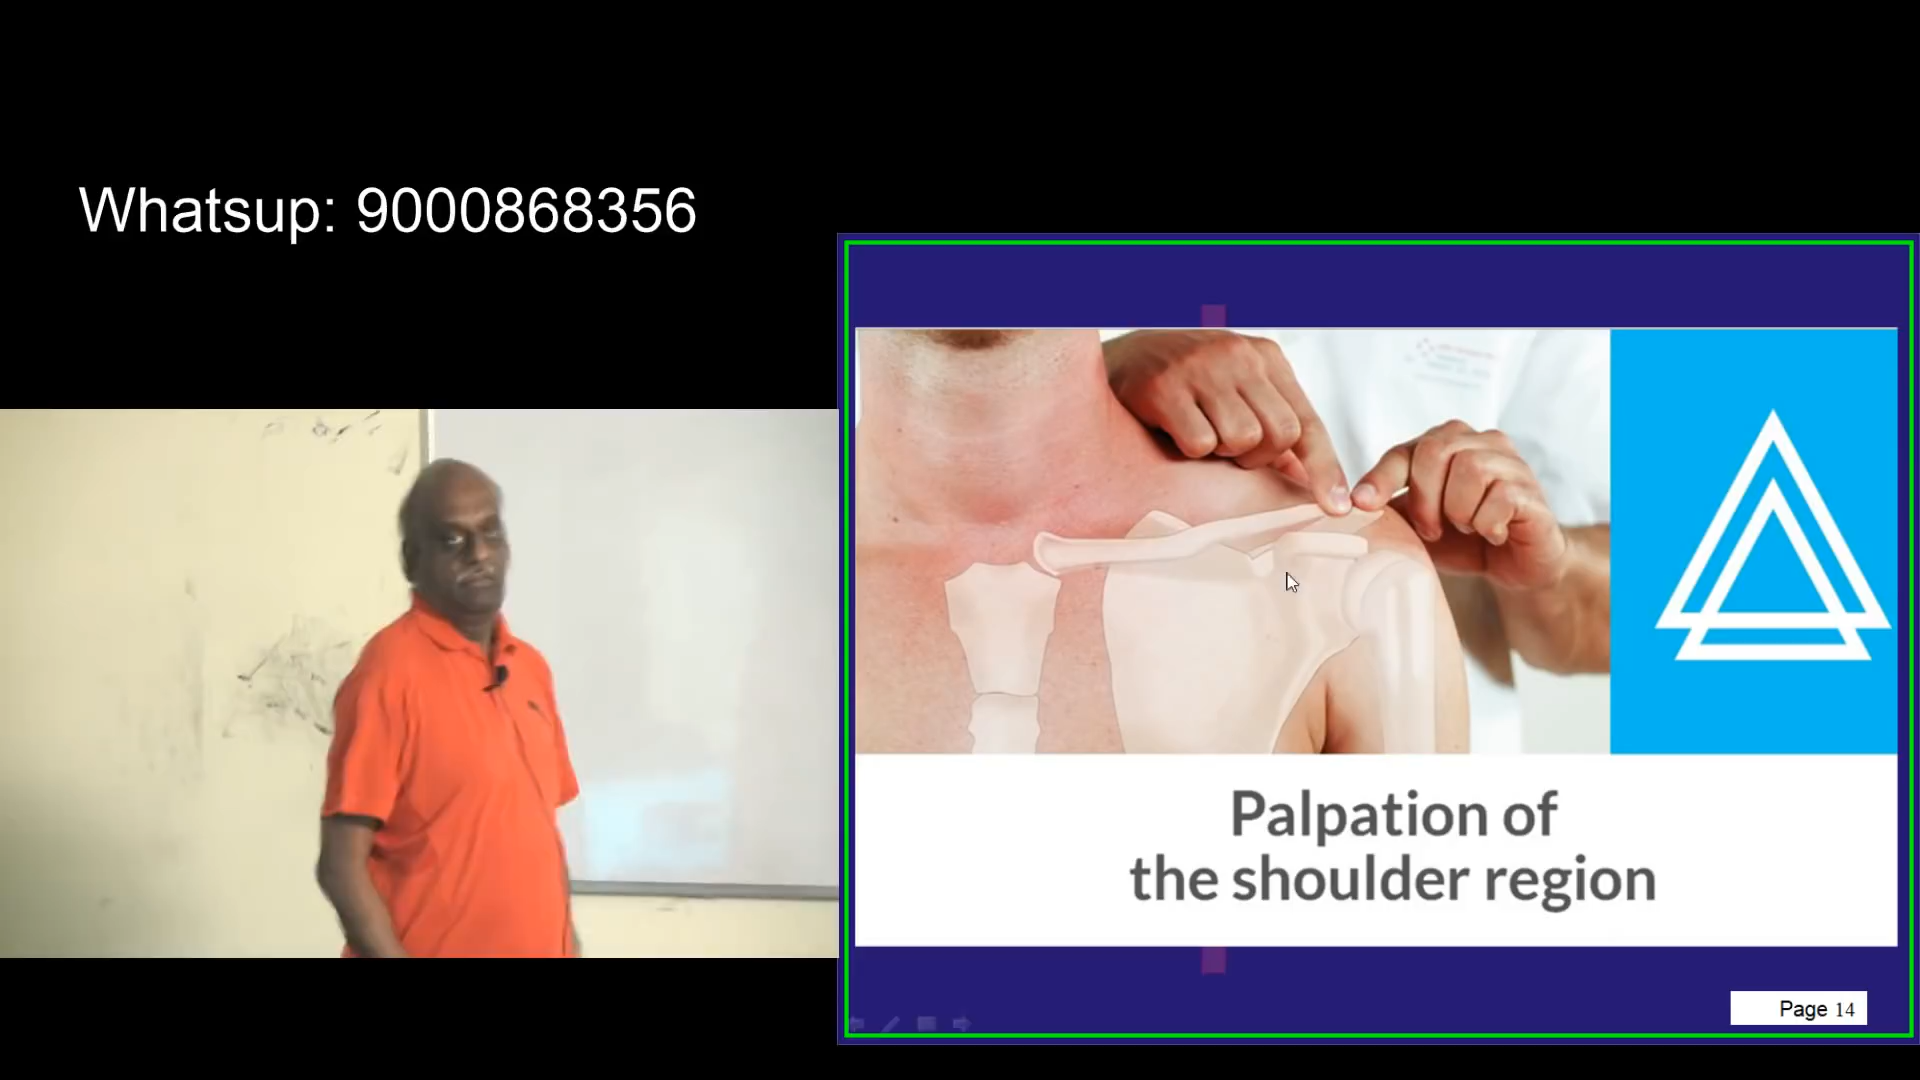 Whatsup: 9000868356
Palpation of
the shoulder region
Page 14